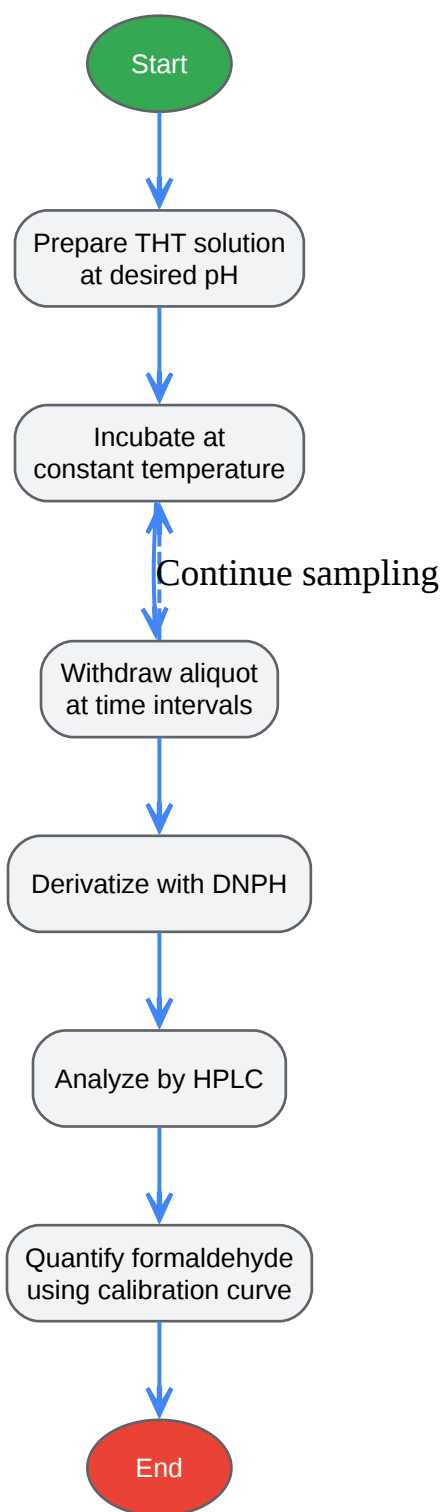 Start
Prepare THT solution
at desired pH
Incubate at
constant temperature
Continue sampling
Withdraw aliquot
at time intervals
Derivatize with DNPH
Analyze by HPLC
Quantify formaldehyde
using calibration curve
End